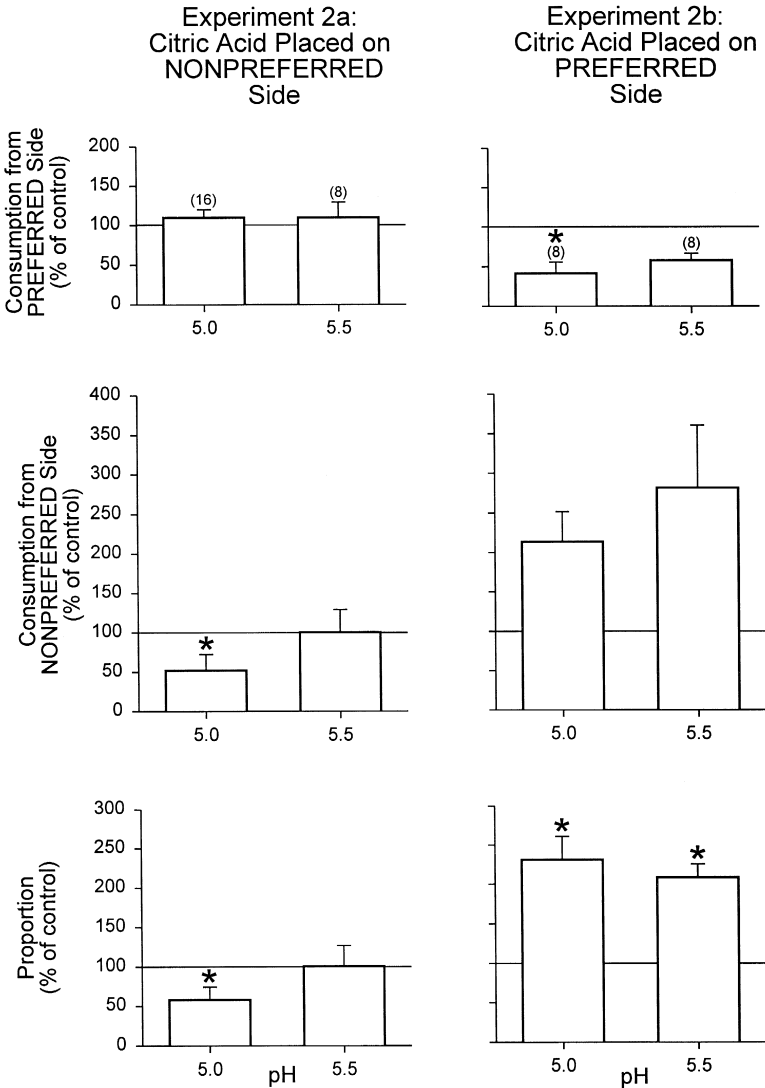 Experiment 2a:
Citric Acid Placed on
NONPREFERRED
Side
Experiment 2b:
Citric Acid Placed on
PREFERRED
Side
Consumption from
PREFERRED Side
(% of control)
200
150
100
50
0
(16)
(8)
5.0
5.5
*
(8)
(8)
5.0
5.5
Consumption from
NONPREFERRED Side
(% of control)
400
350
300
250
200
150
100
50
0
*
5.0
5.5
5.0
5.5
Proportion
(% of control)
300
250
200
150
100
50
0
*
5.0
5.5
pH
*
*
5.0
5.5
pH